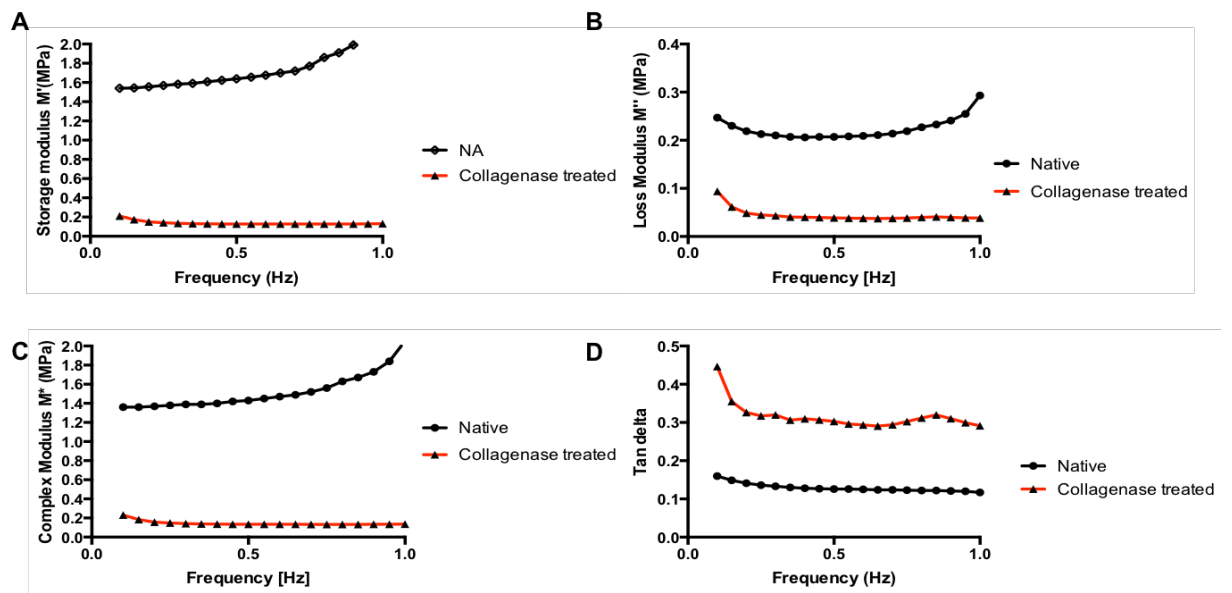 A
Storage modulus M'(MPa)
2.0
1.8
1.6
1.4
1.2
1.0
0.8
0.6
0.4
0.2
0.0
0.0 0.5 1.0
Frequency (Hz)
NA
Collagenase treated
B
Loss Modulus M'' (MPa)
0.4
0.3
0.2
0.1
0.0
0.0 0.5 1.0
Frequency [Hz]
Native
Collagenase treated
C
Complex Modulus M* (MPa)
2.0
1.8
1.6
1.4
1.2
1.0
0.8
0.6
0.4
0.2
0.0
0.0 0.5 1.0
Frequency [Hz]
Native
Collagenase treated
D
Tan delta
0.5
0.4
0.3
0.2
0.1
0.0
0.0 0.5 1.0
Frequency (Hz)
Native
Collagenase treated